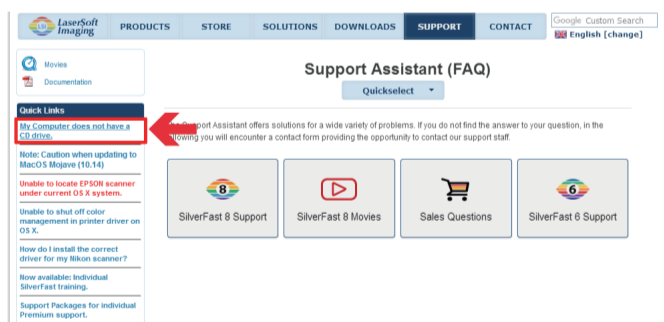 LaserSoft
Imaging
PRODUCTS
STORE
SOLUTIONS
DOWNLOADS
SUPPORT
CONTACT
Google Custom Search
English [change]
Movies
Documentation
Quick Links
My Computer does not have a
CD drive.
Note: Caution when updating to
MacOS Mojave (10.14)
Unable to locate EPSON scanner
under current OS X system.
Unable to shut off color
management in printer driver on
OS X.
How do I install the correct
driver for my Nikon scanner?
Now available: Individual
SilverFast training.
Support Packages for individual
Premium support.
Support Assistant (FAQ)
Quickselect
Support Assistant offers solutions for a wide variety of problems. If you do not find the answer to your question, in the
you will encounter a contact form providing the opportunity to contact our support staff.
8
SilverFast 8 Support
SilverFast 8 Movies
Sales Questions
6
SilverFast 6 Support